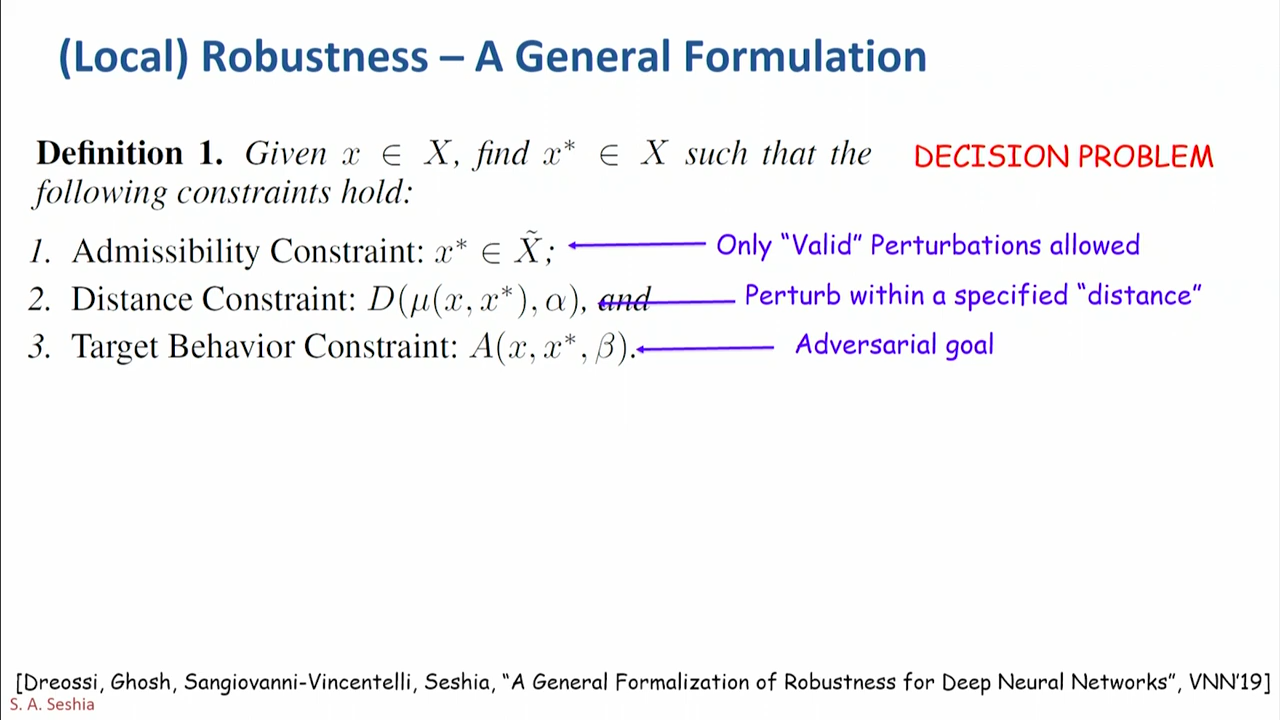 (Local) Robustness – A General Formulation
Definition 1. Given x ∈ X, find x* ∈ X such that the
DECISION PROBLEM
following constraints hold:
1. Admissibility Constraint: x* ∈ X̃;
Only “Valid” Perturbations allowed
2. Distance Constraint: D(μ(x, x*), α), and
Perturb within a specified “distance”
3. Target Behavior Constraint: A(x, x*, β).
Adversarial goal
[Dreossi, Ghosh, Sangiovanni-Vincentelli, Seshia, “A General Formalization of Robustness for Deep Neural Networks”, VNN’19]
S. A. Seshia